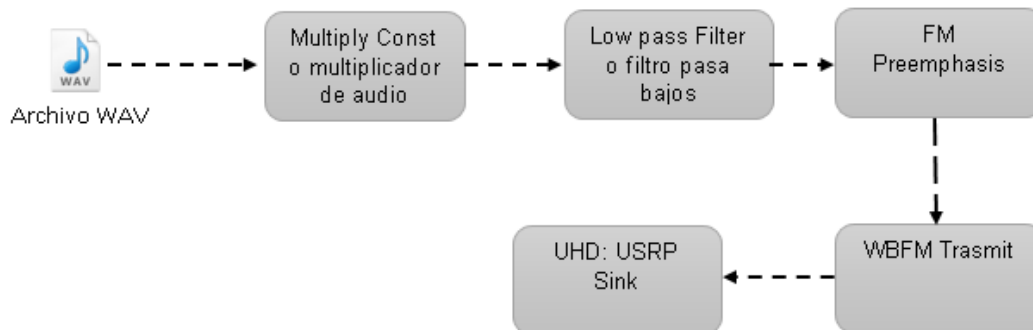 WAV
Archivo WAV
Multiply Const
o multiplicador
de audio
Low pass Filter
o filtro pasa
bajos
FM
Preemphasis
WBFM Trasmit
UHD: USRP
Sink